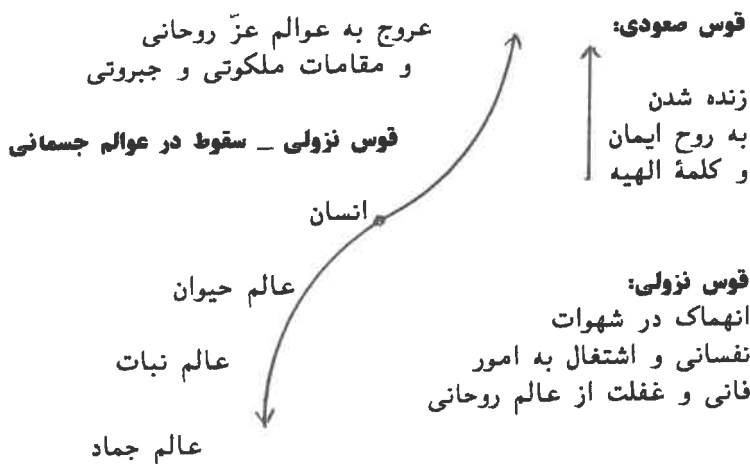 قوس صعودی:
زنده شدن
به روح ایمان
و کلمهٔ الهیه
عروج به عوالم عزّ روحانی
و مقامات ملکوتی و جبروتی
قوس نزولی _ سقوط در عوالم جسمانی
انسان
عالم حیوان
عالم نبات
عالم جماد
قوس نزولی:
انهماک در شهوات
نفسانی و اشتغال به امور
فانی و غفلت از عالم روحانی